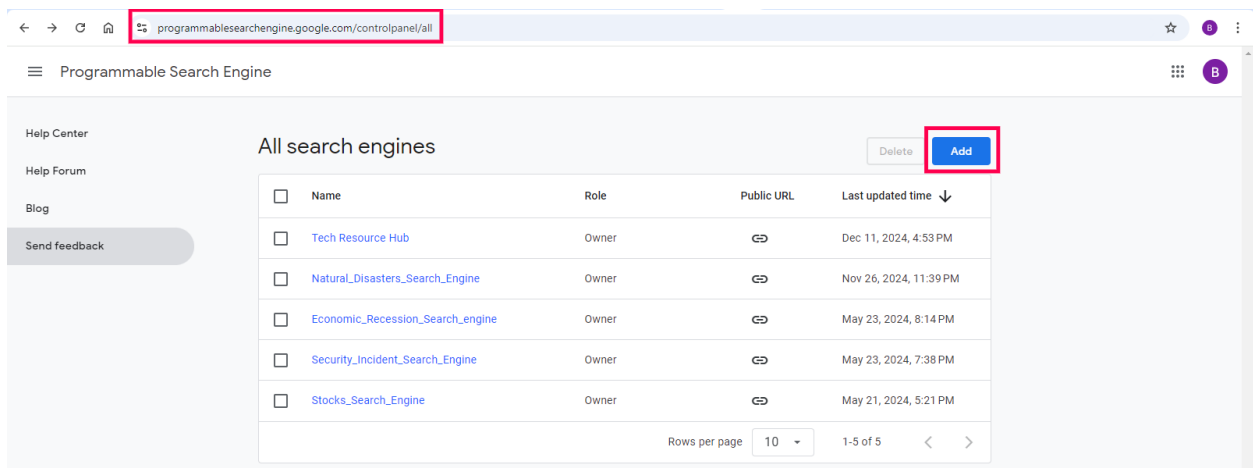 programmablesearchengine.google.com/controlpanel/all
B
Programmable Search Engine
B
Help Center
Help Forum
Blog
Send feedback
All search engines
Delete
Add
Name Role Public URL Last updated time
Tech Resource Hub Owner Dec 11, 2024, 4:53 PM
Natural_Disasters_Search_Engine Owner Nov 26, 2024, 11:39 PM
Economic_Recession_Search_engine Owner May 23, 2024, 8:14 PM
Security_Incident_Search_Engine Owner May 23, 2024, 7:38 PM
Stocks_Search_Engine Owner May 21, 2024, 5:21 PM
Rows per page 10 1-5 of 5